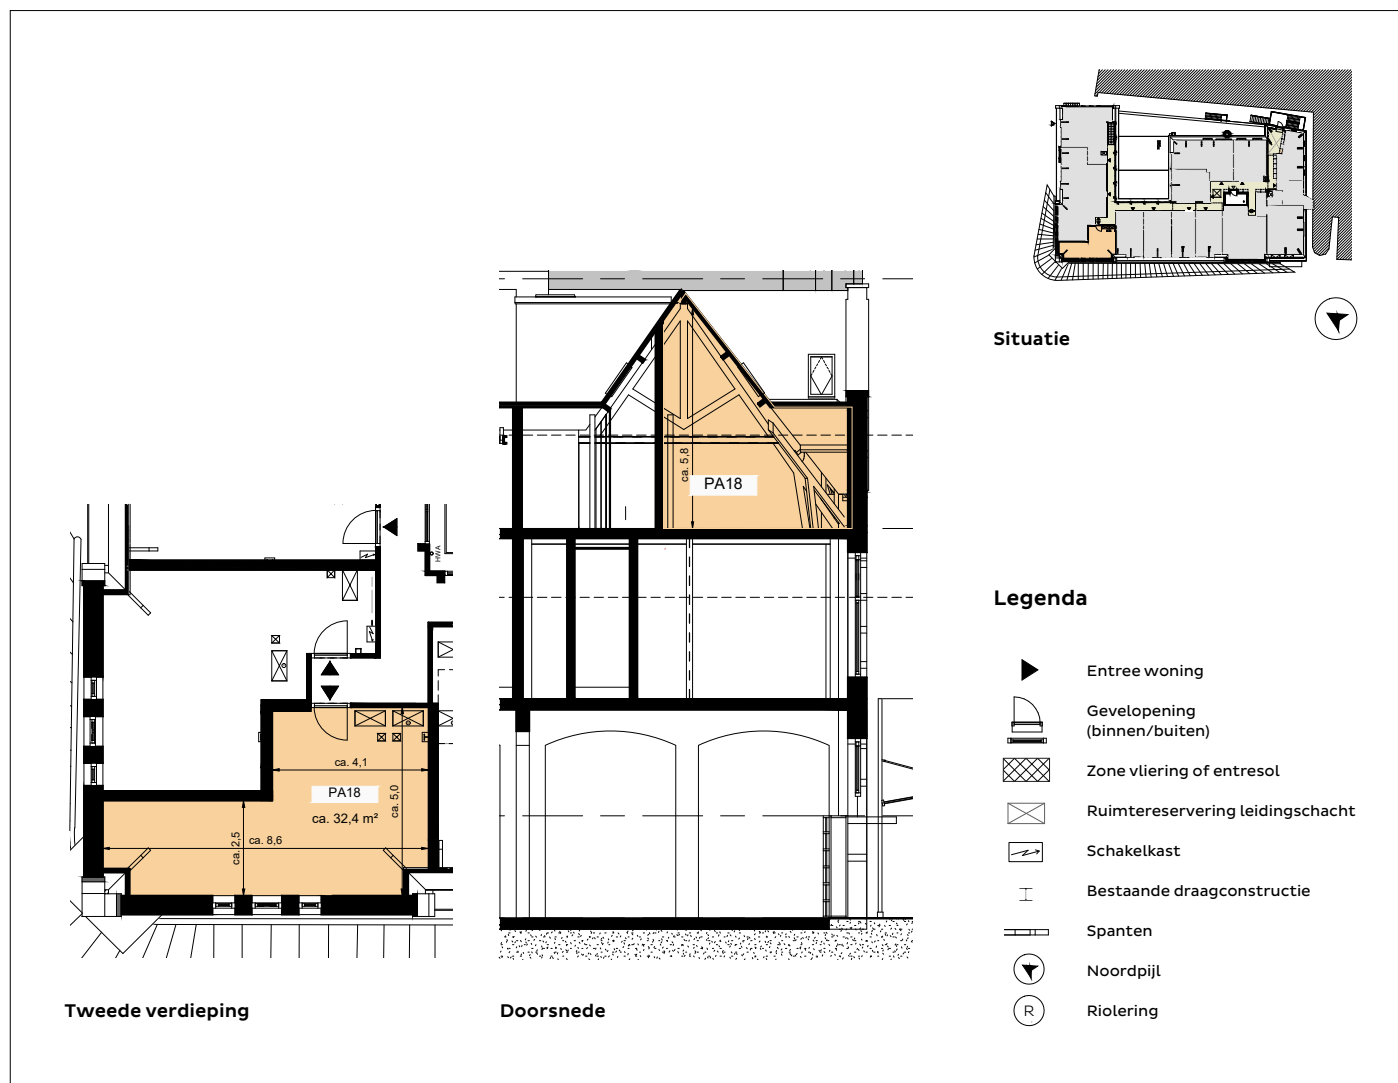 Situatie
ca. 5,8
PA18
HWA
ca. 4,1
PA18
ca. 32,4 m²
ca. 5,0
ca. 2,5
ca. 8,6
Legenda
Entree woning
Gevelopening
(binnen/buiten)
Zone vliering of entresol
Ruimtereservering leidingschacht
Schakelkast
Bestaande draagconstructie
Spanten
Noordpijl
R
Riolering
Tweede verdieping
Doorsnede